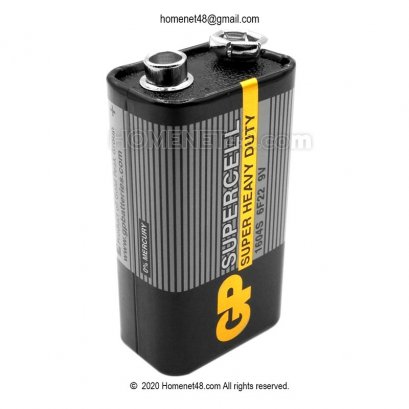 homenet48@gmail.com
HOMENET48.com
GP SUPERCELL
SUPER HEAVY DUTY
1604S 6F22 9V
0% MERCURY
www.gpbatteries.com
© 2020 Homenet48.com All rights reserved.